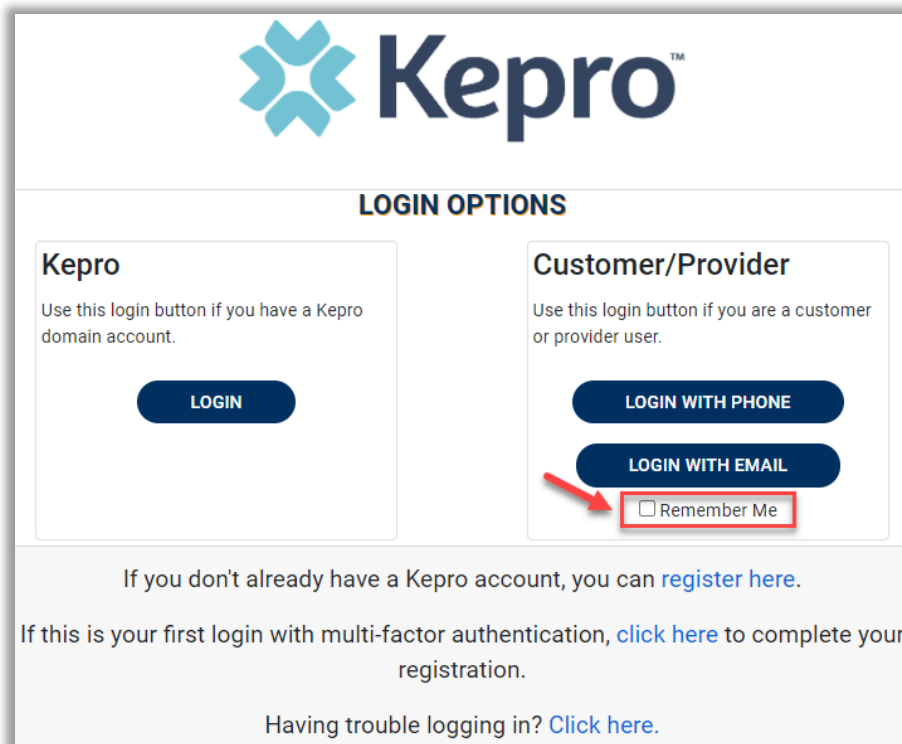 Kepro™
LOGIN OPTIONS
Kepro
Use this login button if you have a Kepro
domain account.
LOGIN
Customer/Provider
Use this login button if you are a customer
or provider user.
LOGIN WITH PHONE
LOGIN WITH EMAIL
Remember Me
If you don't already have a Kepro account, you can register here.
If this is your first login with multi-factor authentication, click here to complete your
registration.
Having trouble logging in? Click here.